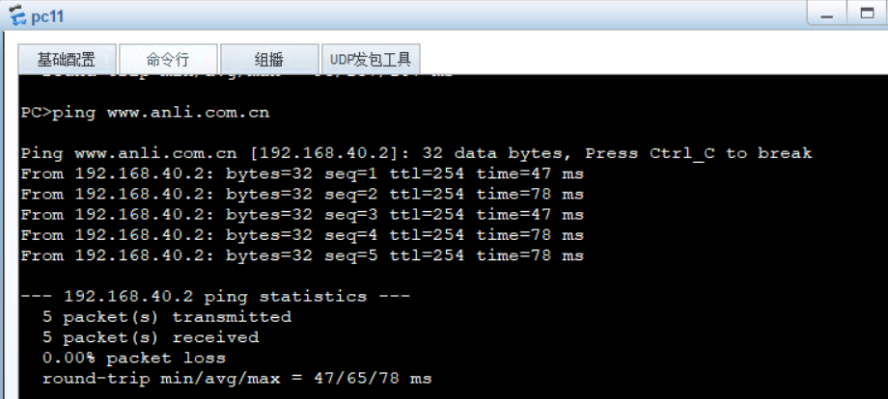 pc11
基础配置 命令行 组播 UDP发包工具
PC>ping www.anli.com.cn
Ping www.anli.com.cn [192.168.40.2]: 32 data bytes, Press Ctrl_C to break
From 192.168.40.2: bytes=32 seq=1 ttl=254 time=47 ms
From 192.168.40.2: bytes=32 seq=2 ttl=254 time=78 ms
From 192.168.40.2: bytes=32 seq=3 ttl=254 time=47 ms
From 192.168.40.2: bytes=32 seq=4 ttl=254 time=78 ms
From 192.168.40.2: bytes=32 seq=5 ttl=254 time=78 ms
--- 192.168.40.2 ping statistics ---
5 packet(s) transmitted
5 packet(s) received
0.00% packet loss
round-trip min/avg/max = 47/65/78 ms